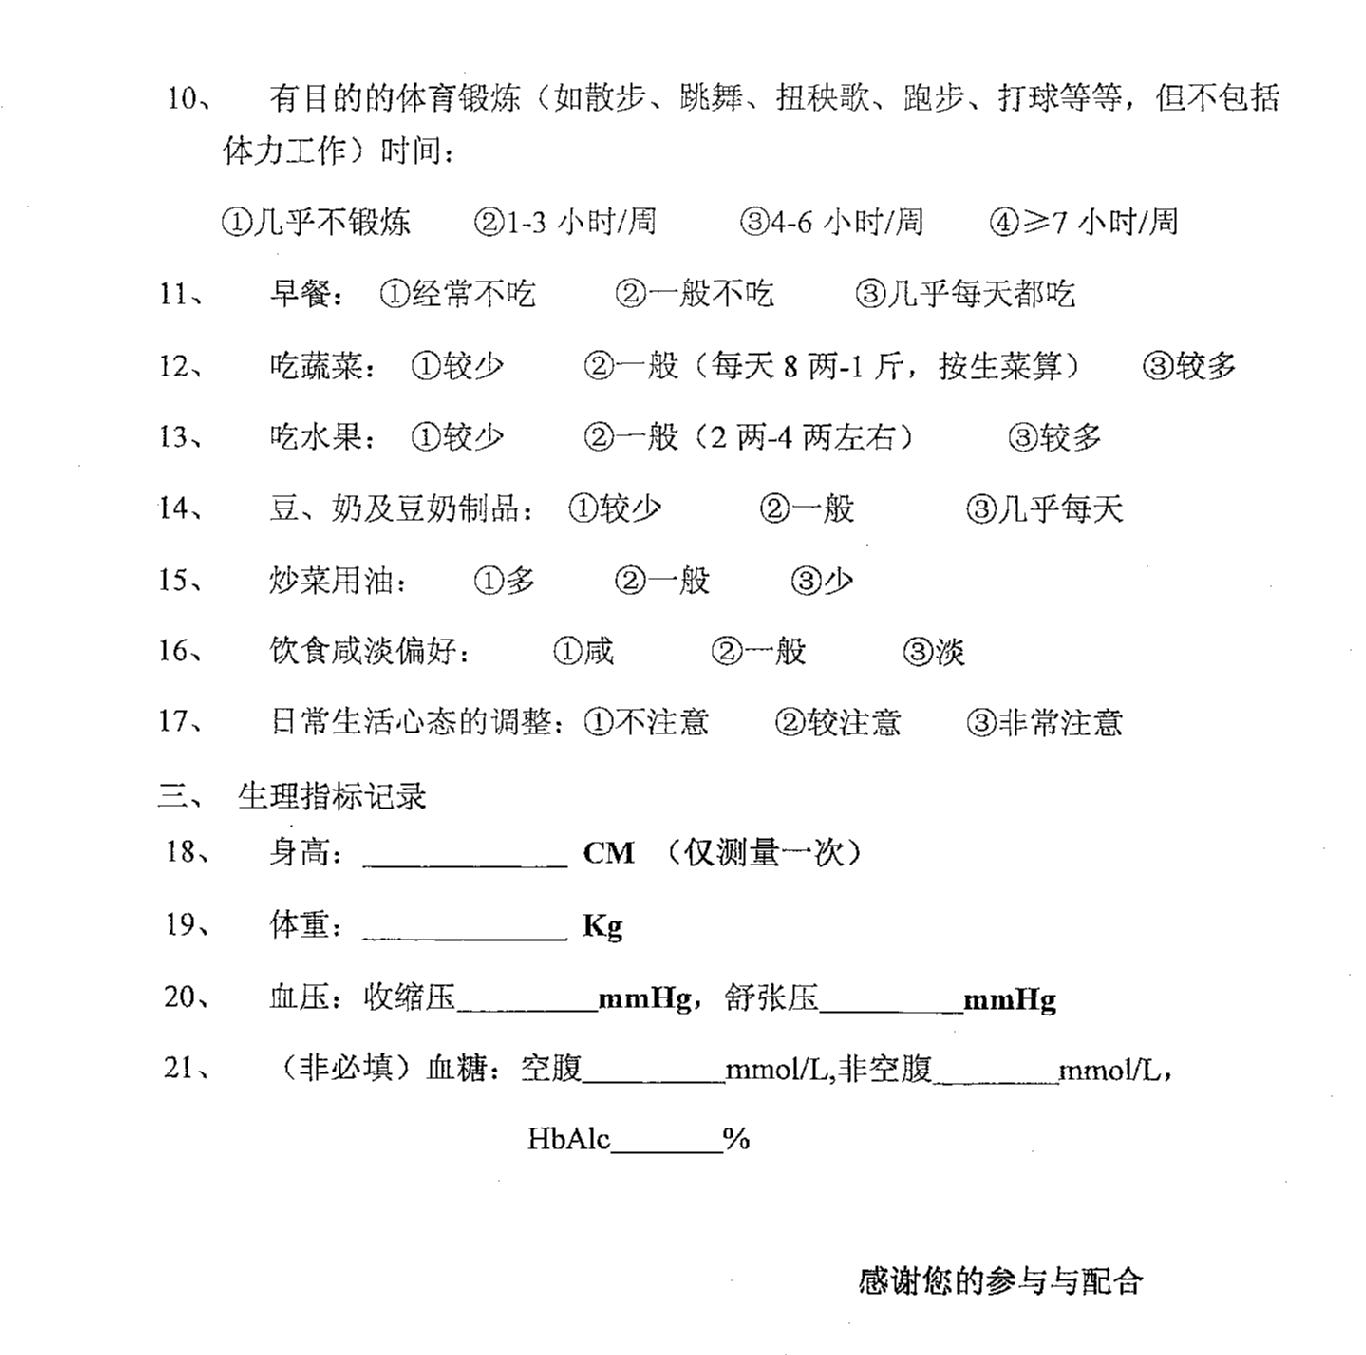 10、 有目的的体育锻炼（如散步、跳舞、扭秧歌、跑步、打球等等，但不包括
体力工作）时间：
①几乎不锻炼 ②1-3 小时/周 ③4-6 小时/周 ④≥7 小时/周
11、 早餐： ①经常不吃 ②一般不吃 ③几乎每天都吃
12、 吃蔬菜： ①较少 ②一般（每天 8 两-1 斤，按生菜算） ③较多
13、 吃水果： ①较少 ②一般（2 两-4 两左右） ③较多
14、 豆、奶及豆奶制品： ①较少 ②一般 ③几乎每天
15、 炒菜用油： ①多 ②一般 ③少
16、 饮食咸淡偏好： ①咸 ②一般 ③淡
17、 日常生活心态的调整：①不注意 ②较注意 ③非常注意
三、 生理指标记录
18、 身高：____________ CM （仅测量一次）
19、 体重：____________ Kg
20、 血压：收缩压________mmHg，舒张压________mmHg
21、 （非必填）血糖：空腹________mmol/L,非空腹_______mmol/L，
HbAlc______%
感谢您的参与与配合